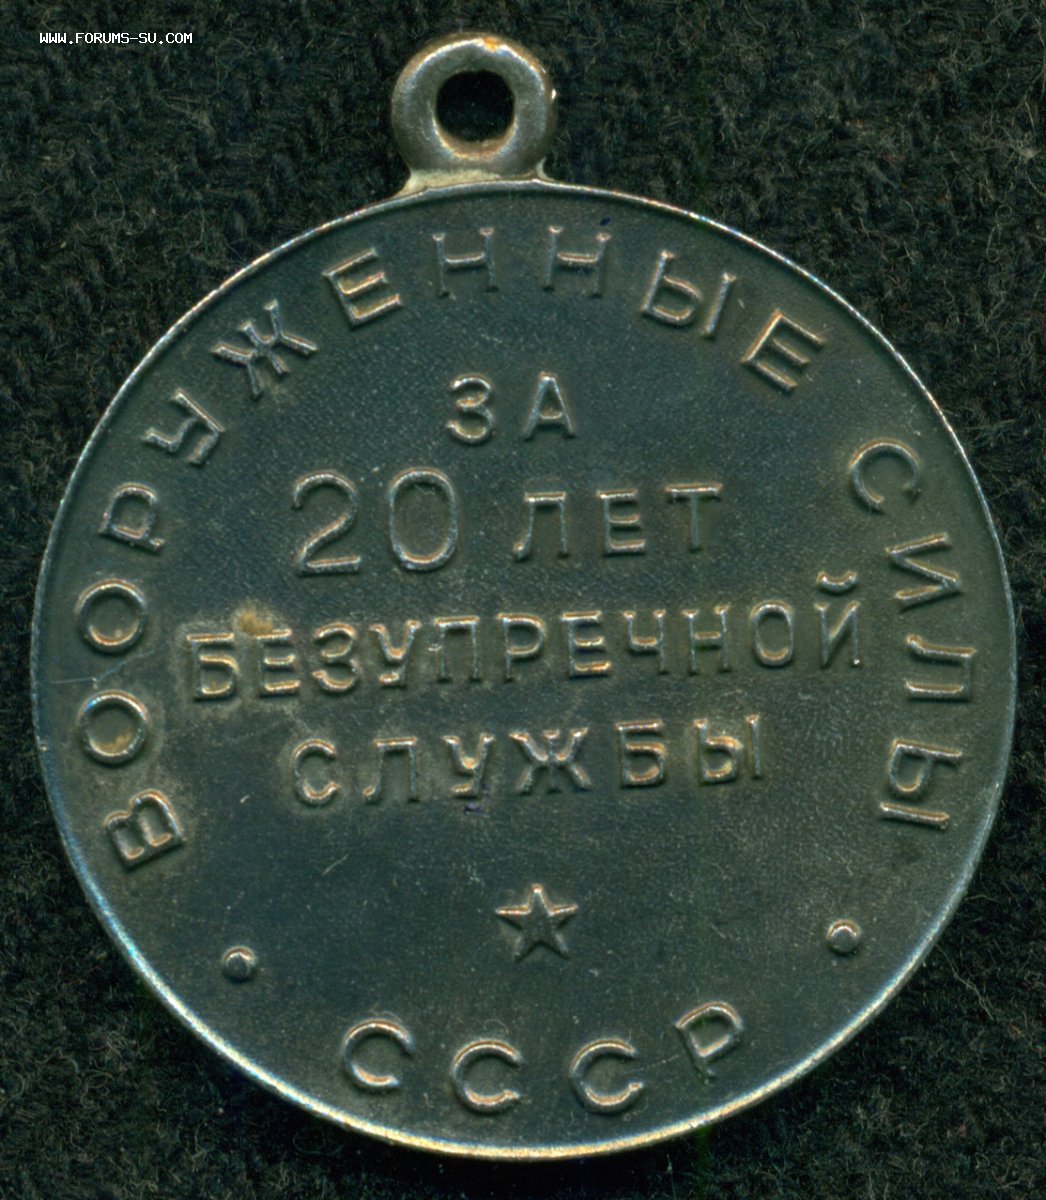 WWW.FORUMS-SU.COM
ВООРУЖЕННЫЕ СИЛЫ
ЗА
20 ЛЕТ
БЕЗУПРЕЧНОЙ
СЛУЖБЫ
СССР